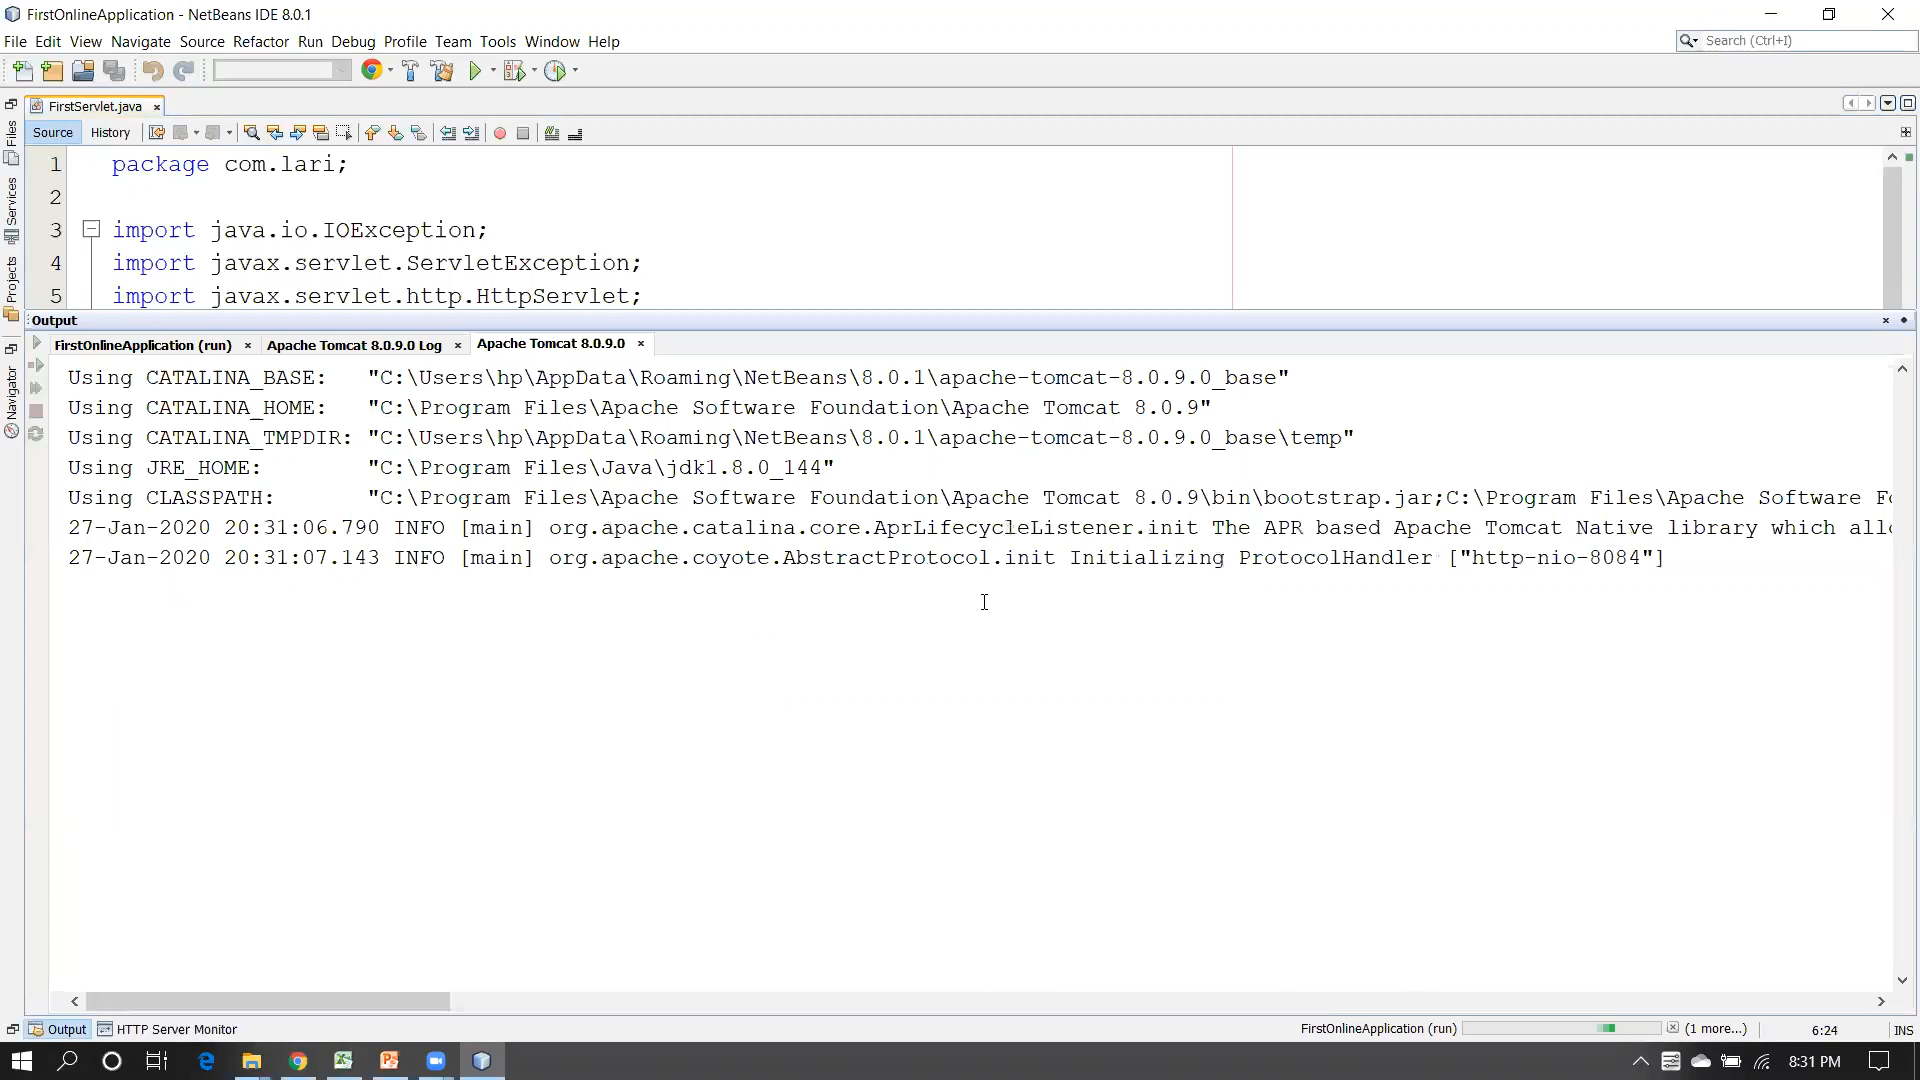 FirstOnlineApplication - NetBeans IDE 8.0.1
File Edit View Navigate Source Refactor Run Debug Profile Team Tools Window Help
Search (Ctrl+I)
FirstServlet.java
Source History
1 package com.lari;
2
3 import java.io.IOException;
4 import javax.servlet.ServletException;
5 import javax.servlet.http.HttpServlet;
Files
Services
Projects
Navigator
Output
FirstOnlineApplication (run) Apache Tomcat 8.0.9.0 Log Apache Tomcat 8.0.9.0
Using CATALINA_BASE: "C:\Users\hp\AppData\Roaming\NetBeans\8.0.1\apache-tomcat-8.0.9.0_base"
Using CATALINA_HOME: "C:\Program Files\Apache Software Foundation\Apache Tomcat 8.0.9"
Using CATALINA_TMPDIR: "C:\Users\hp\AppData\Roaming\NetBeans\8.0.1\apache-tomcat-8.0.9.0_base\temp"
Using JRE_HOME: "C:\Program Files\Java\jdk1.8.0_144"
Using CLASSPATH: "C:\Program Files\Apache Software Foundation\Apache Tomcat 8.0.9\bin\bootstrap.jar;C:\Program Files\Apache Software
27-Jan-2020 20:31:06.790 INFO [main] org.apache.catalina.core.AprLifecycleListener.init The APR based Apache Tomcat Native library which
27-Jan-2020 20:31:07.143 INFO [main] org.apache.coyote.AbstractProtocol.init Initializing ProtocolHandler ["http-nio-8084"]
Output HTTP Server Monitor
FirstOnlineApplication (run) (1 more...) 6:24 INS
8:31 PM